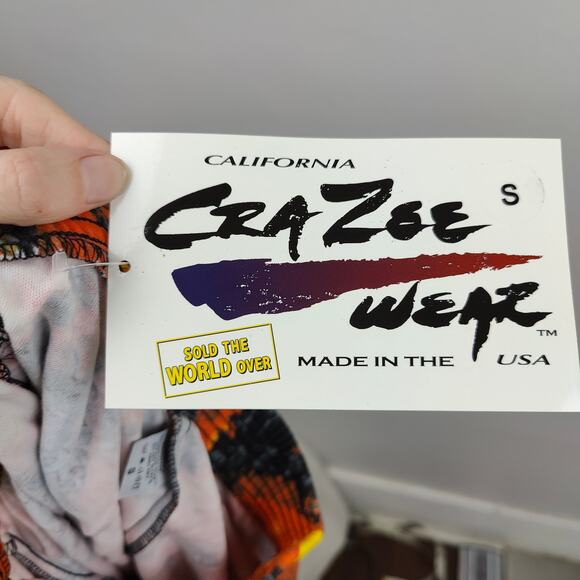 CALIFORNIA
CRAZEE
S
WEAR
TM
SOLD THE
WORLD OVER
MADE IN THE USA